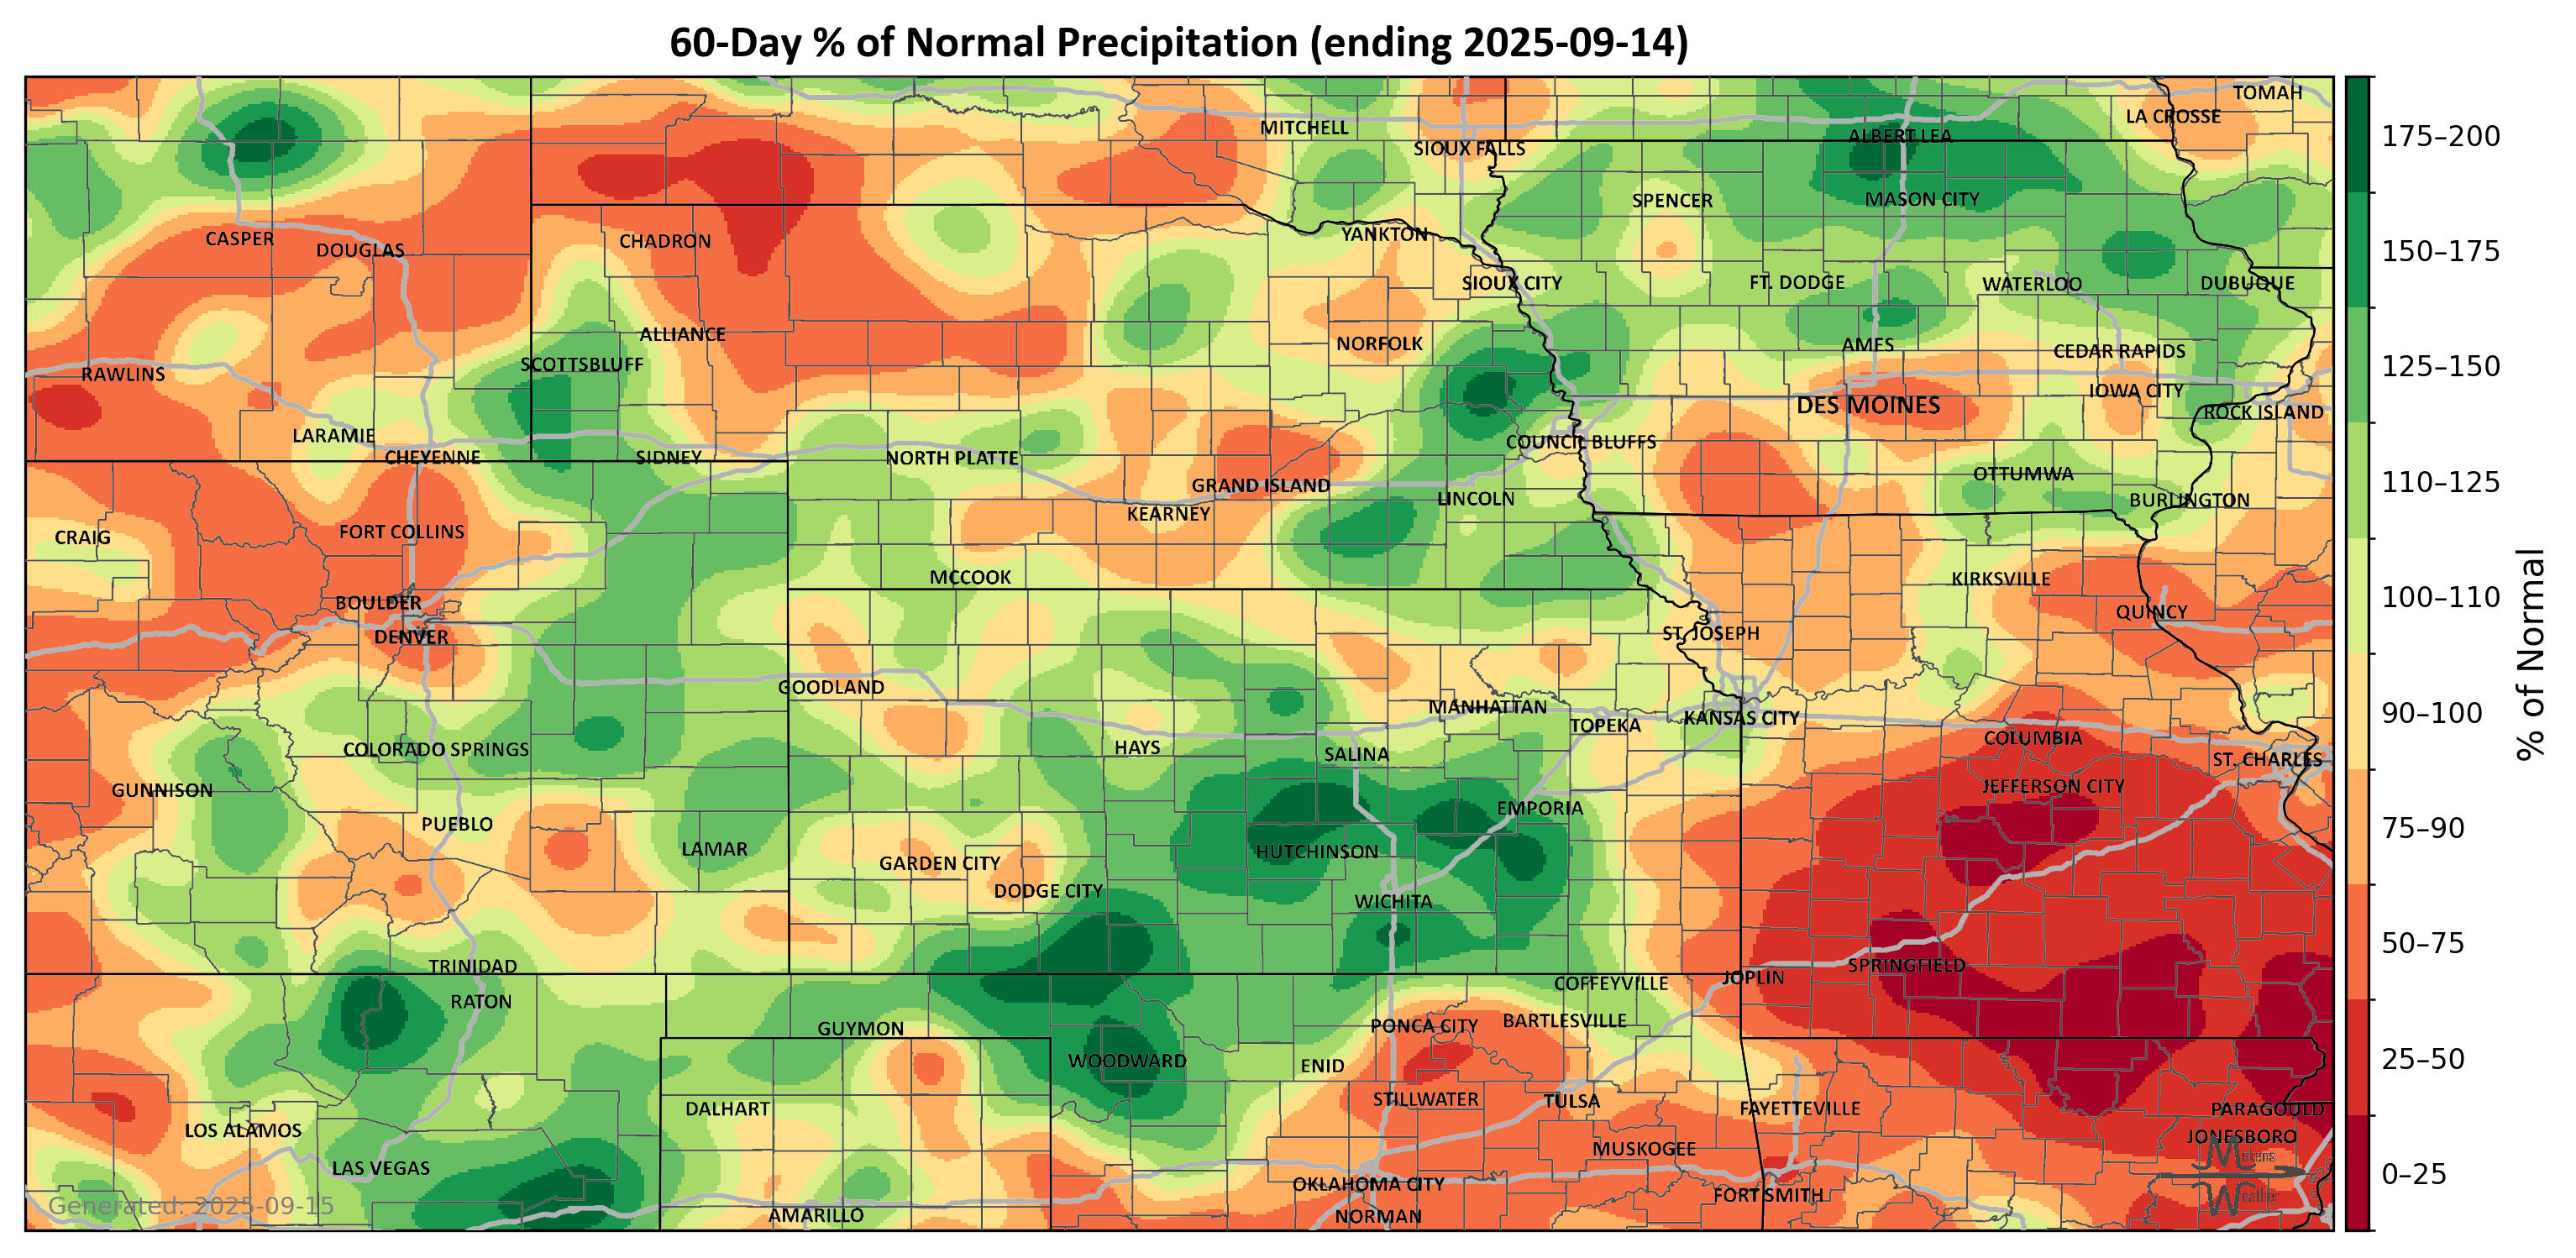 60-Day % of Normal Precipitation (ending 2025-09-14)
TOMAH
LA CROSSE
MITCHELL
ALBERT LEA
SIOUX FALLS
SPENCER
MASON CITY
CASPER
DOUGLAS
CHADRON
YANKTON
SIOUX CITY
FT. DODGE
WATERLOO
DUBUQUE
ALLIANCE
NORFOLK
AMES
CEDAR RAPIDS
SCOTTSBLUFF
RAWLINS
IOWA CITY
DES MOINES
ROCK ISLAND
LARAMIE
COUNCIL BLUFFS
CHEYENNE
SIDNEY
NORTH PLATTE
OTTUMWA
GRAND ISLAND
LINCOLN
BURLINGTON
KEARNEY
FORT COLLINS
CRAIG
MCCOOK
KIRKSVILLE
BOULDER
QUINCY
DENVER
ST. JOSEPH
GOODLAND
MANHATTAN
TOPEKA
KANSAS CITY
COLUMBIA
COLORADO SPRINGS
HAYS
SALINA
ST. CHARLES
GUNNISON
JEFFERSON CITY
EMPORIA
PUEBLO
LAMAR
HUTCHINSON
GARDEN CITY
DODGE CITY
WICHITA
TRINIDAD
SPRINGFIELD
JOPLIN
COFFEYVILLE
RATON
GUYMON
PONCA CITY
BARTLESVILLE
WOODWARD
ENID
STILLWATER
TULSA
DALHART
FAYETTEVILLE
PARAGOULD
LOS ALAMOS
JONESBORO
MUSKOGEE
LAS VEGAS
OKLAHOMA CITY
FORT SMITH
AMARILLO
NORMAN
Makens
Weather
Generated: 2025-09-15
175–200
150–175
125–150
110–125
100–110
90–100
75–90
50–75
25–50
0–25
% of Normal